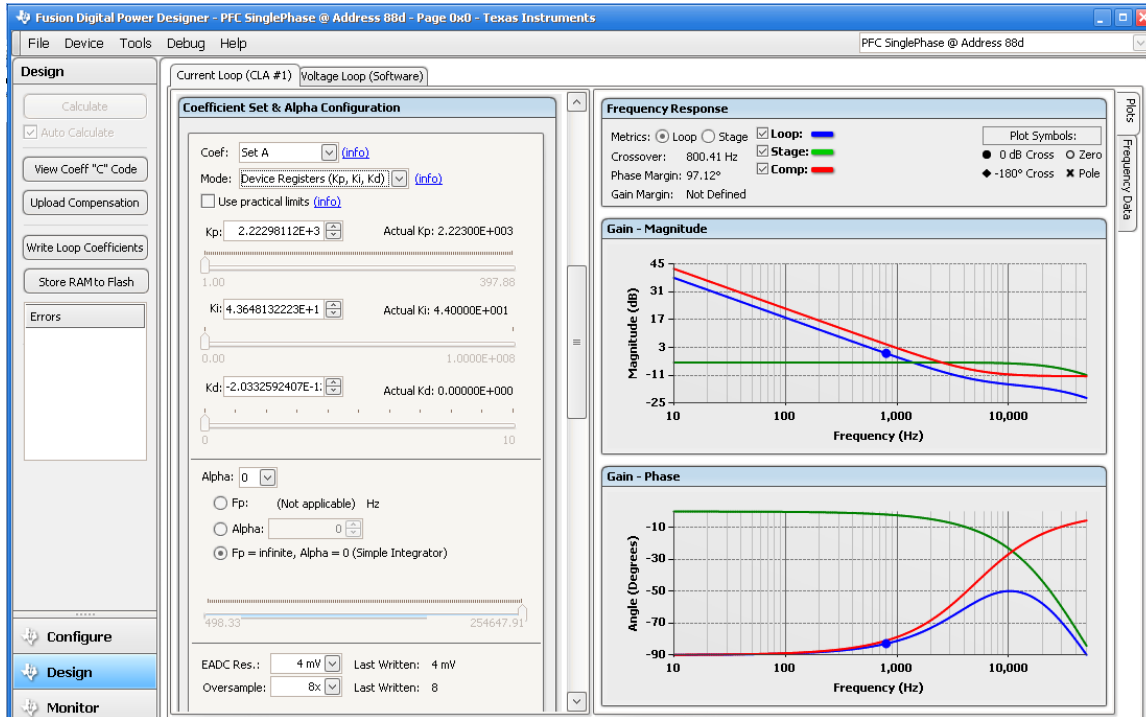 Fusion Digital Power Designer - PFC SinglePhase @ Address 88d - Page 0x0 - Texas Instruments
File Device Tools Debug Help
PFC SinglePhase @ Address 88d
Design
Calculate
Auto Calculate
View Coeff "C" Code
Upload Compensation
Write Loop Coefficients
Store RAM to Flash
Errors
Configure
Design
Monitor
Current Loop (CLA #1) Voltage Loop (Software)
Coefficient Set & Alpha Configuration
Coef: Set A (info)
Mode: Device Registers (Kp, Ki, Kd) (info)
Use practical limits (info)
Kp: 2.22298112E+3 Actual Kp: 2.22300E+003
1.00 397.88
Ki: 4.3648132223E+1 Actual Ki: 4.40000E+001
0.00 1.0000E+008
Kd: -2.0332592407E-1 Actual Kd: 0.00000E+000
0 10
Alpha: 0
Fp: (Not applicable) Hz
Alpha: 0
Fp = infinite, Alpha = 0 (Simple Integrator)
498.33 254647.91
EADC Res.: 4 mV Last Written: 4 mV
Oversample: 8x Last Written: 8
Frequency Response
Metrics: Loop Stage
Crossover: 800.41 Hz
Phase Margin: 97.12°
Gain Margin: Not Defined
Loop:
Stage:
Comp:
Plot Symbols:
0 dB Cross Zero
-180° Cross Pole
Plots
Frequency Data
Gain - Magnitude
Magnitude (dB)
45
31
17
3
-11
-25
10 100 1,000 10,000
Frequency (Hz)
Gain - Phase
Angle (Degrees)
-10
-30
-50
-70
-90
10 100 1,000 10,000
Frequency (Hz)